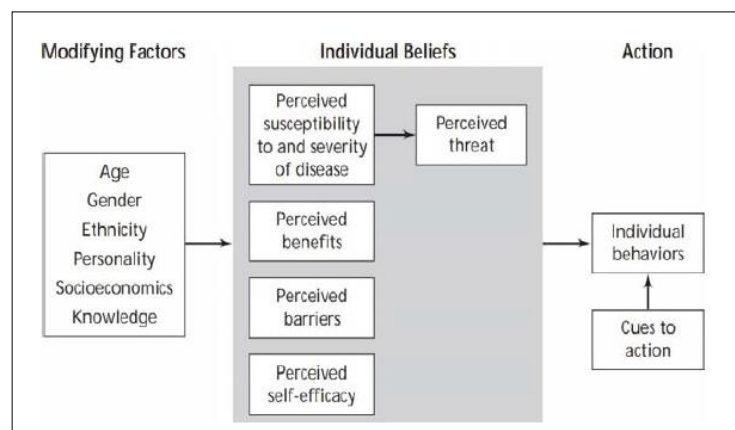 Modifying Factors
Individual Beliefs
Action
Age
Gender
Ethnicity
Personality
Socioeconomics
Knowledge
Perceived
susceptibility
to and severity
of disease
Perceived
threat
Perceived
benefits
Perceived
barriers
Perceived
self-efficacy
Individual
behaviors
Cues to
action